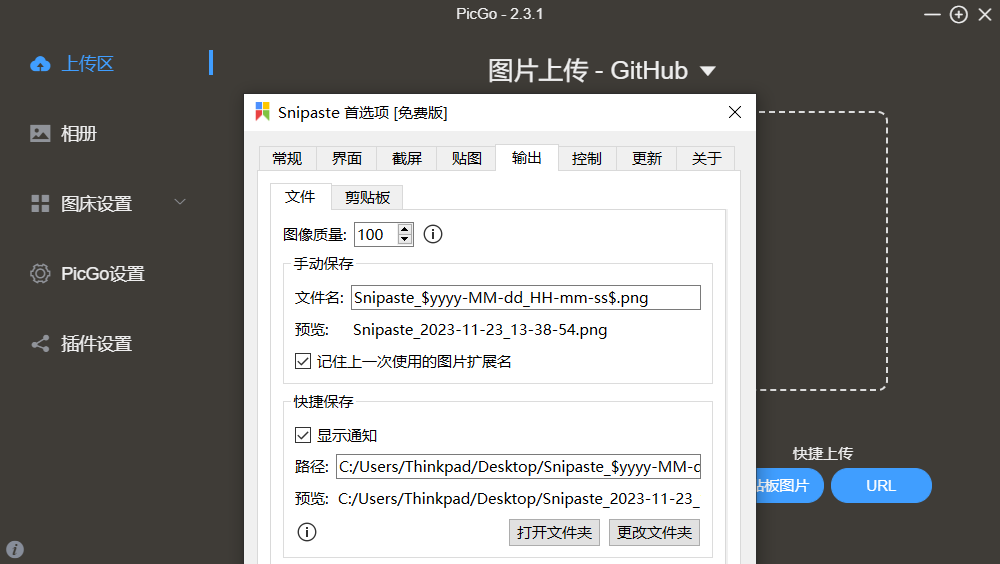 PicGo - 2.3.1
上传区
相册
图床设置
PicGo设置
插件设置
图片上传 - GitHub
Snipaste 首选项 [免费版]
常规 界面 截屏 贴图 输出 控制 更新 关于
文件 剪贴板
图像质量: 100
手动保存
文件名: Snipaste_$yyyy-MM-dd_HH-mm-ss$.png
预览: Snipaste_2023-11-23_13-38-54.png
记住上一次使用的图片扩展名
快捷保存
显示通知
路径: C:/Users/Thinkpad/Desktop/Snipaste_$yyyy-MM-d
预览: C:/Users/Thinkpad/Desktop/Snipaste_2023-11-23_
打开文件夹 更改文件夹
快捷上传
贴板图片 URL